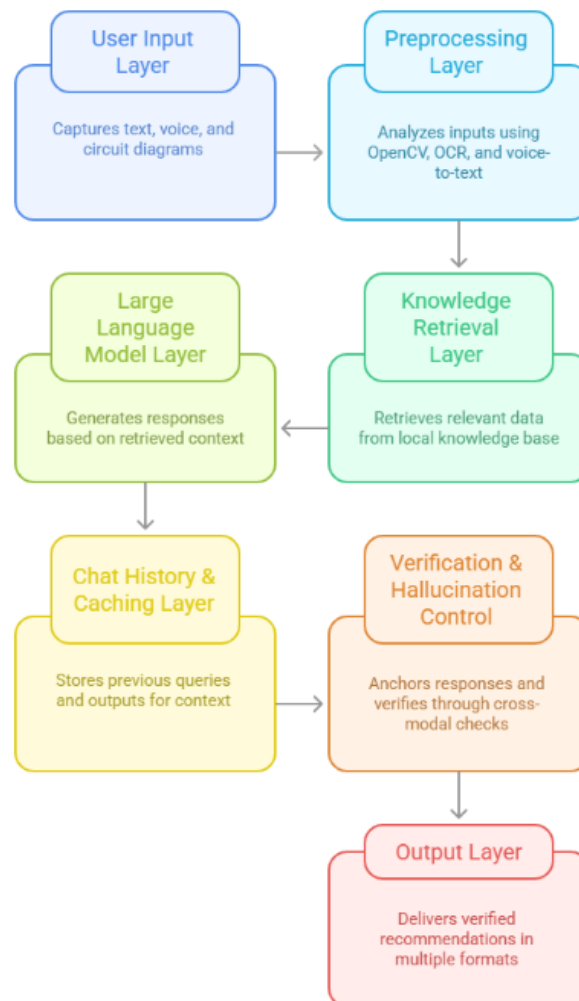 User Input
Layer
Captures text, voice, and
circuit diagrams
Preprocessing
Layer
Analyzes inputs using
OpenCV, OCR, and voice-
to-text
Knowledge
Retrieval
Layer
Retrieves relevant data
from local knowledge base
Large
Language
Model Layer
Generates responses
based on retrieved context
Chat History &
Caching Layer
Stores previous queries
and outputs for context
Verification &
Hallucination
Control
Anchors responses and
verifies through cross-
modal checks
Output Layer
Delivers verified
recommendations in
multiple formats